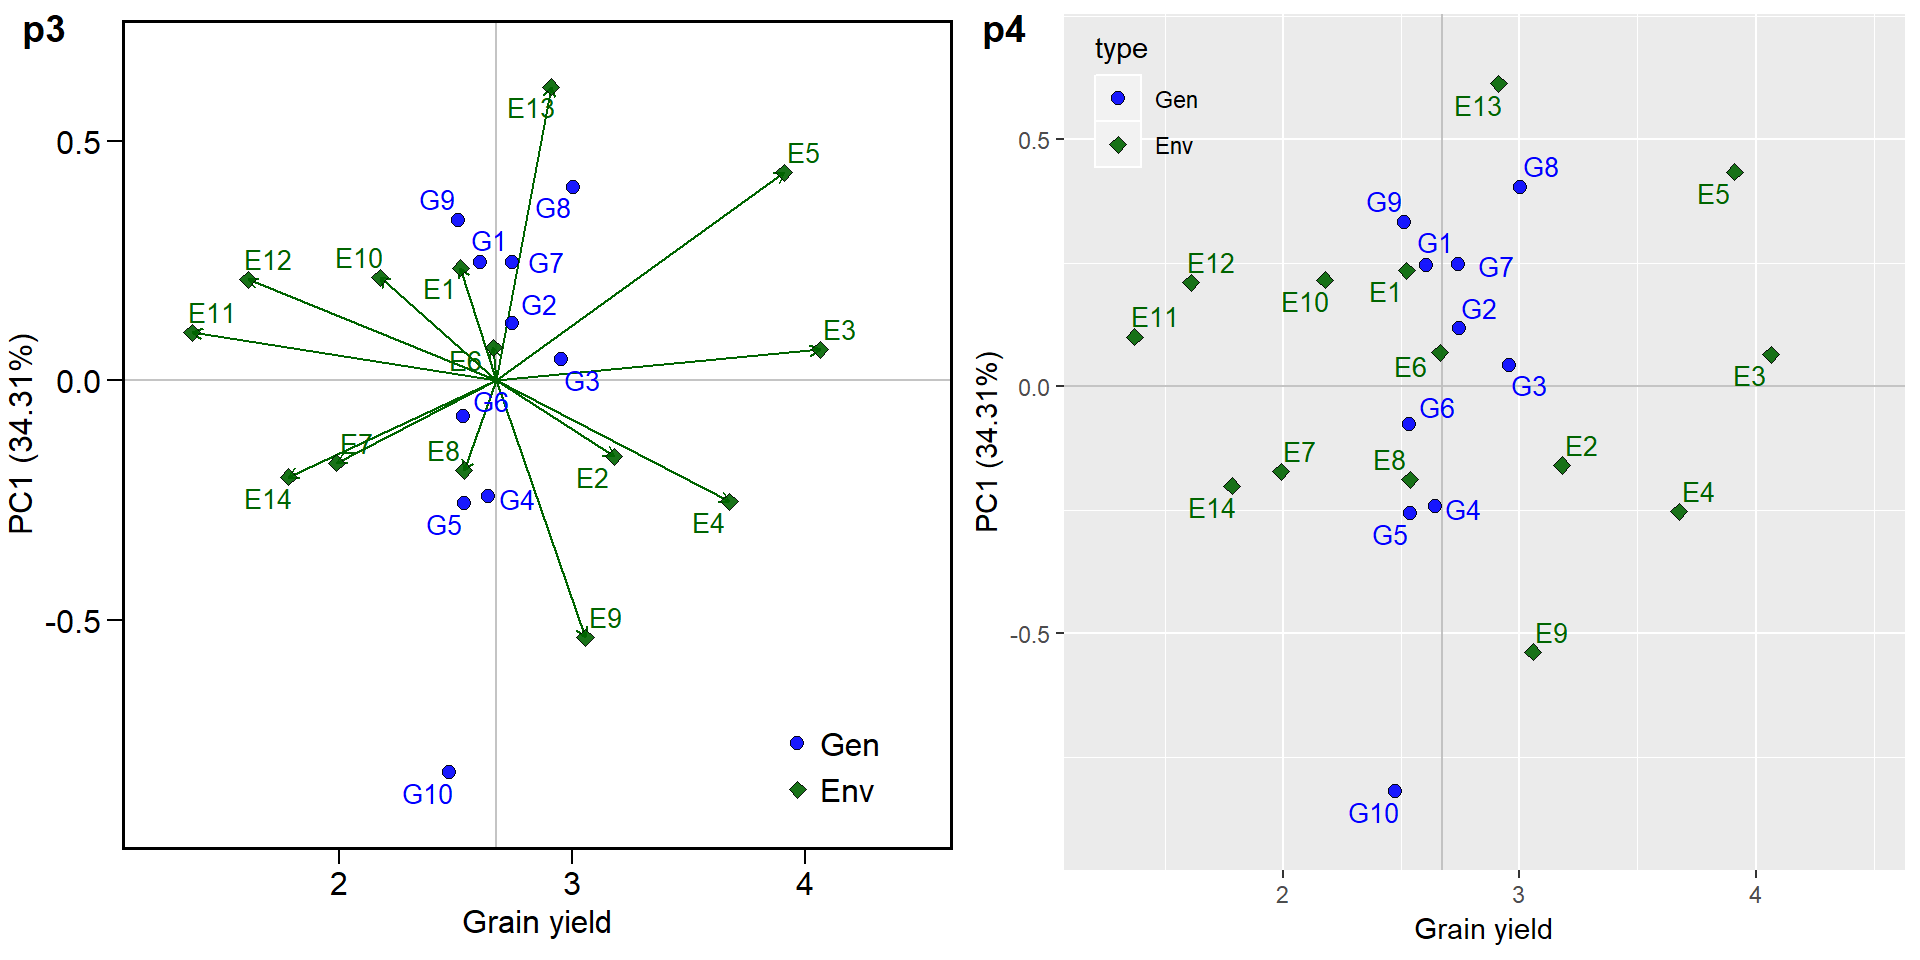 p3
E13
E5
G9
G8
G1
E12
E10
G7
E1
E11
G2
E3
E6
G3
G6
E7
E8
E2
E14
G4
G5
E4
E9
G10
Gen
Env
0.5
0.0
-0.5
PC1 (34.31%)
2 3 4
Grain yield
p4
type
Gen
Env
E13
G8
E5
G9
G1
E12
G7
E10
E1
G2
E11
E6
E3
G3
G6
E2
E7
E8
E4
E14
G4
G5
E9
G10
0.5
0.0
-0.5
PC1 (34.31%)
2 3 4
Grain yield